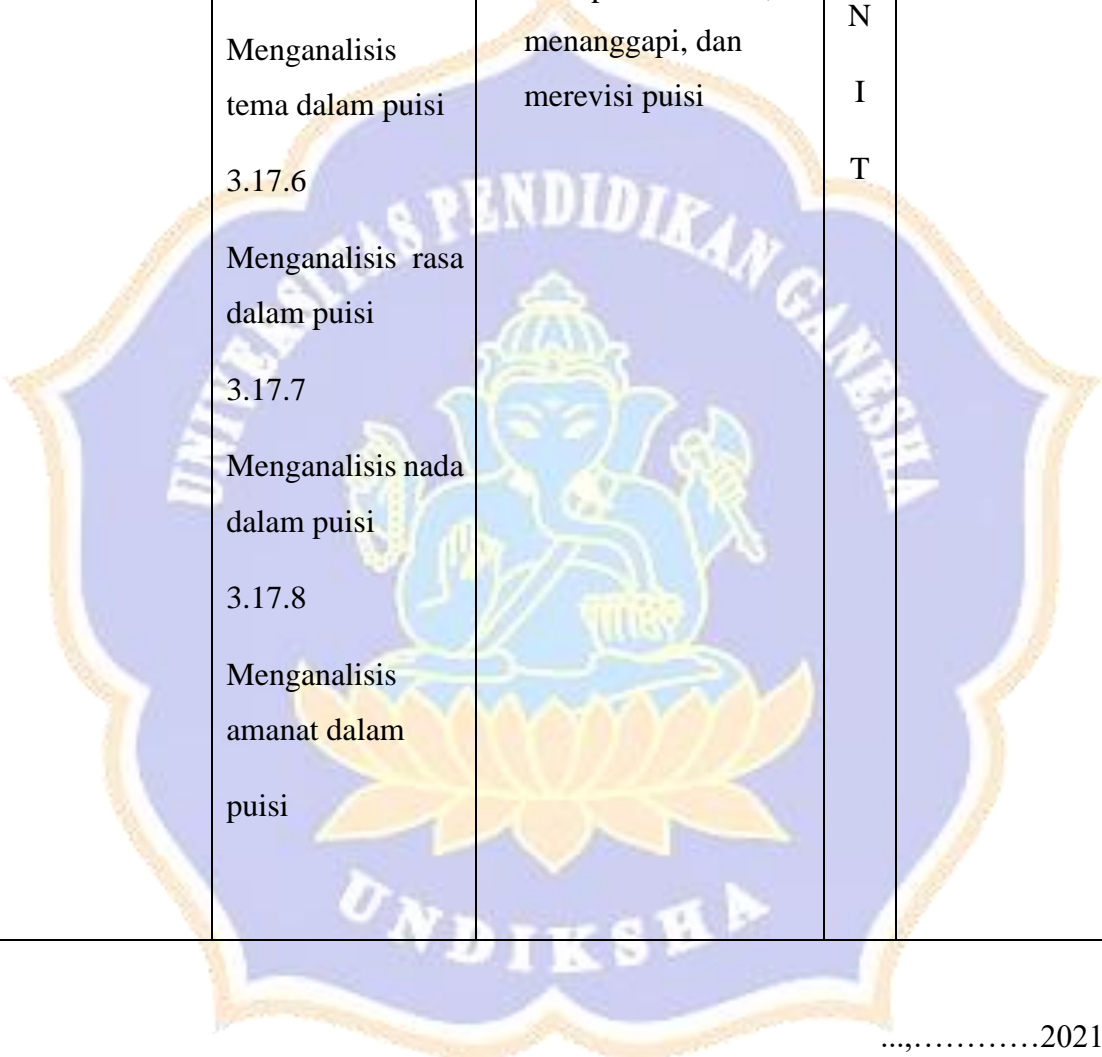 Menganalisis
tema dalam puisi
3.17.6
Menganalisis rasa
dalam puisi
3.17.7
Menganalisis nada
dalam puisi
3.17.8
Menganalisis
amanat dalam
puisi
menanggapi, dan
merevisi puisi
N
I
T
UNIVERSITAS PENDIDIKAN GANESHA
UNDIKSHA
...,…………2021